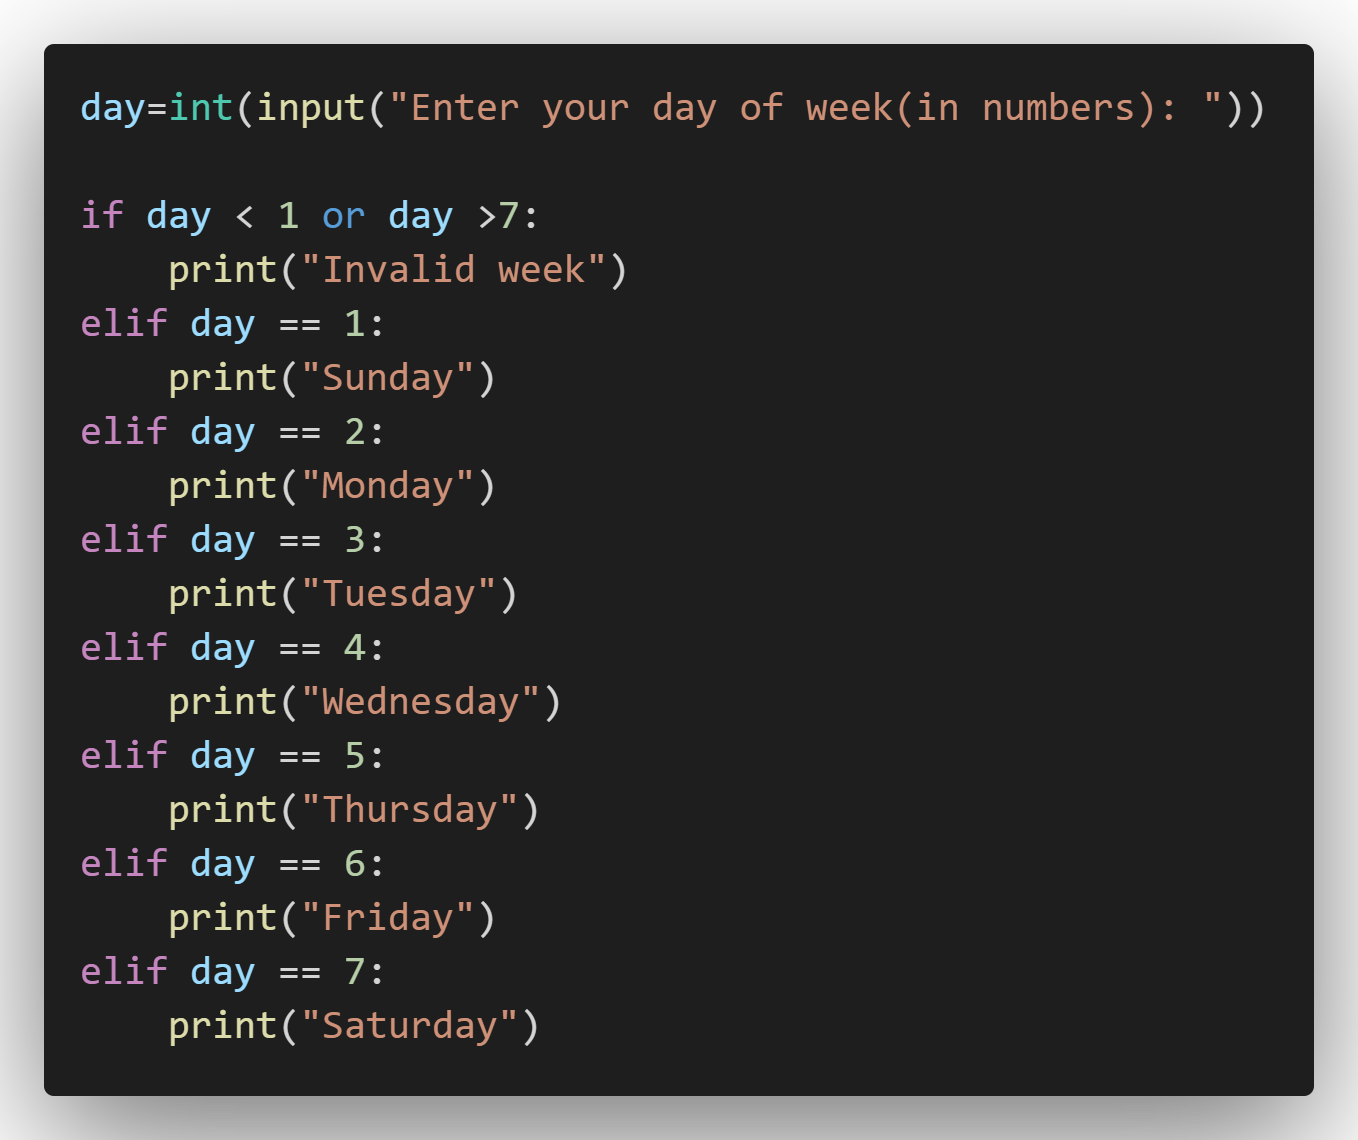 day=int(input("Enter your day of week(in numbers): "))

if day < 1 or day >7:
    print("Invalid week")
elif day == 1:
    print("Sunday")
elif day == 2:
    print("Monday")
elif day == 3:
    print("Tuesday")
elif day == 4:
    print("Wednesday")
elif day == 5:
    print("Thursday")
elif day == 6:
    print("Friday")
elif day == 7:
    print("Saturday")